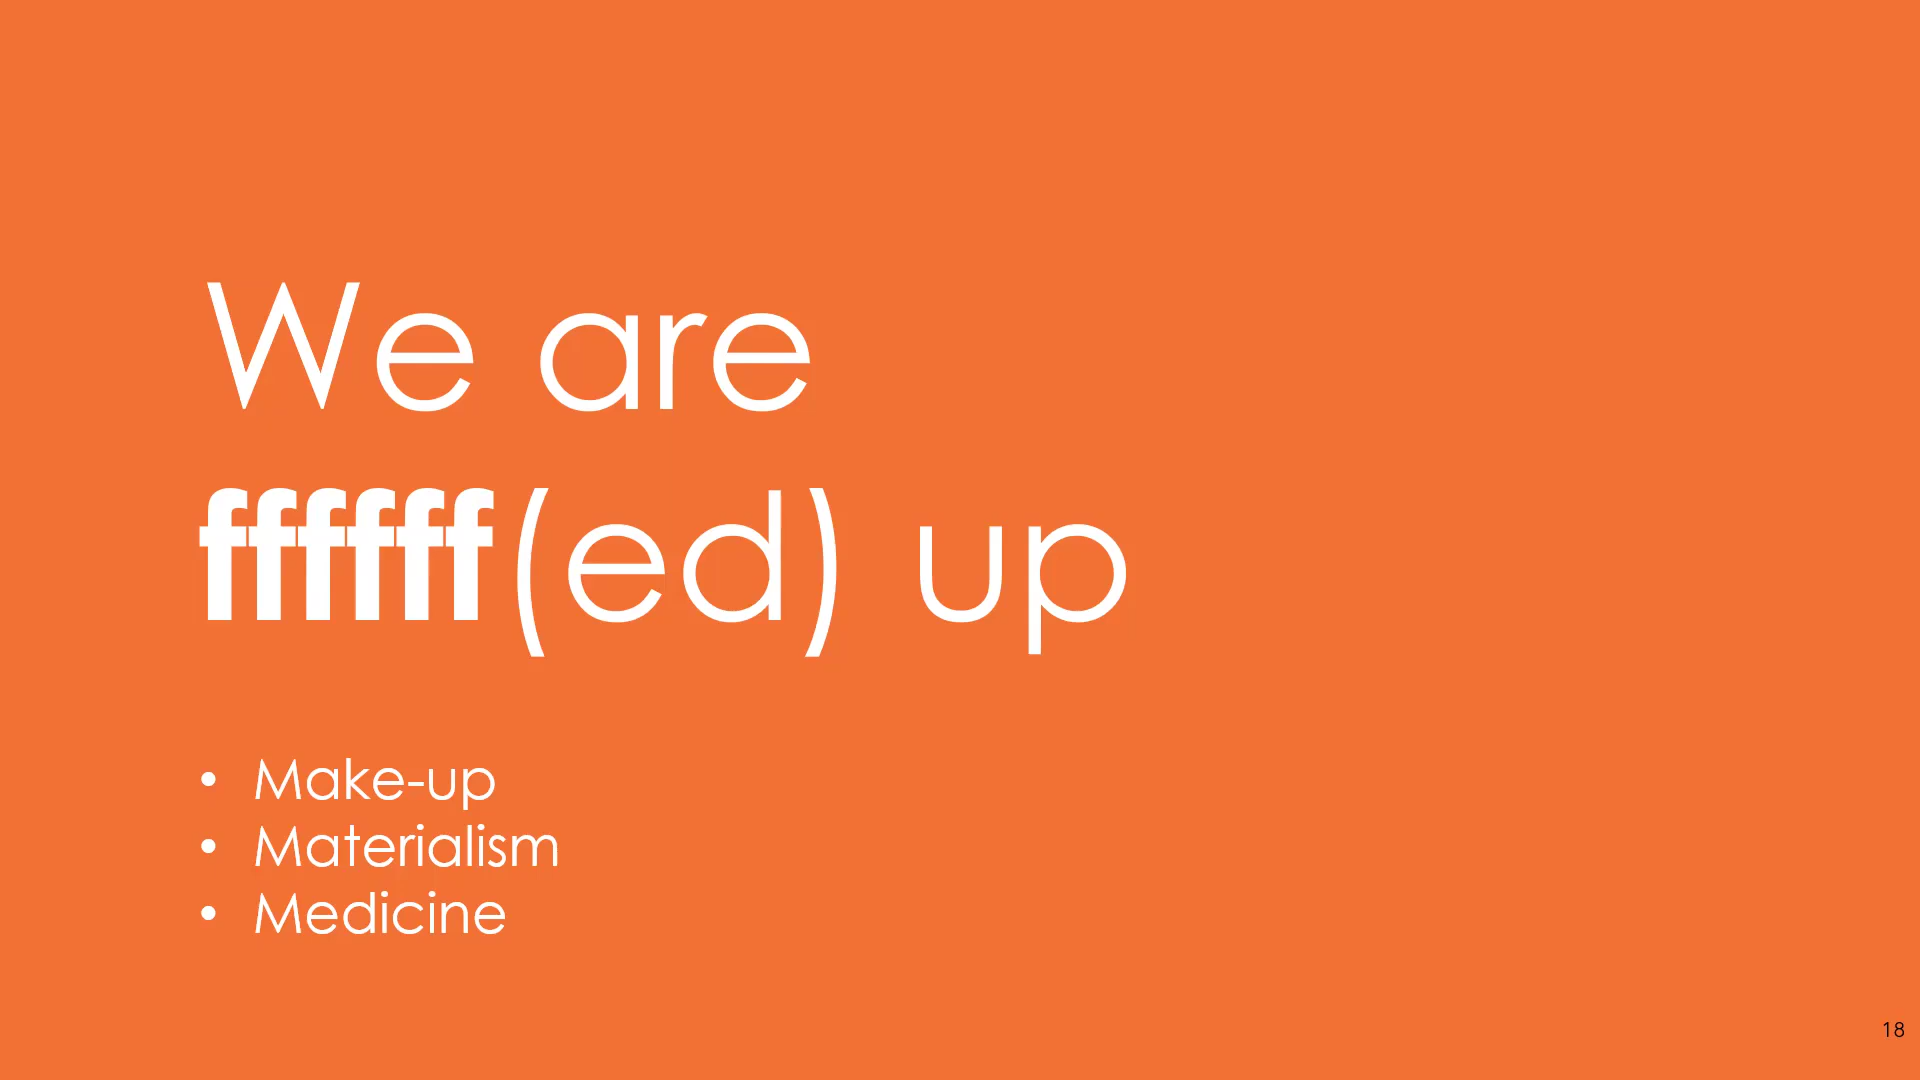 We are
ffffff(ed) up
• Make-up
• Materialism
• Medicine
18